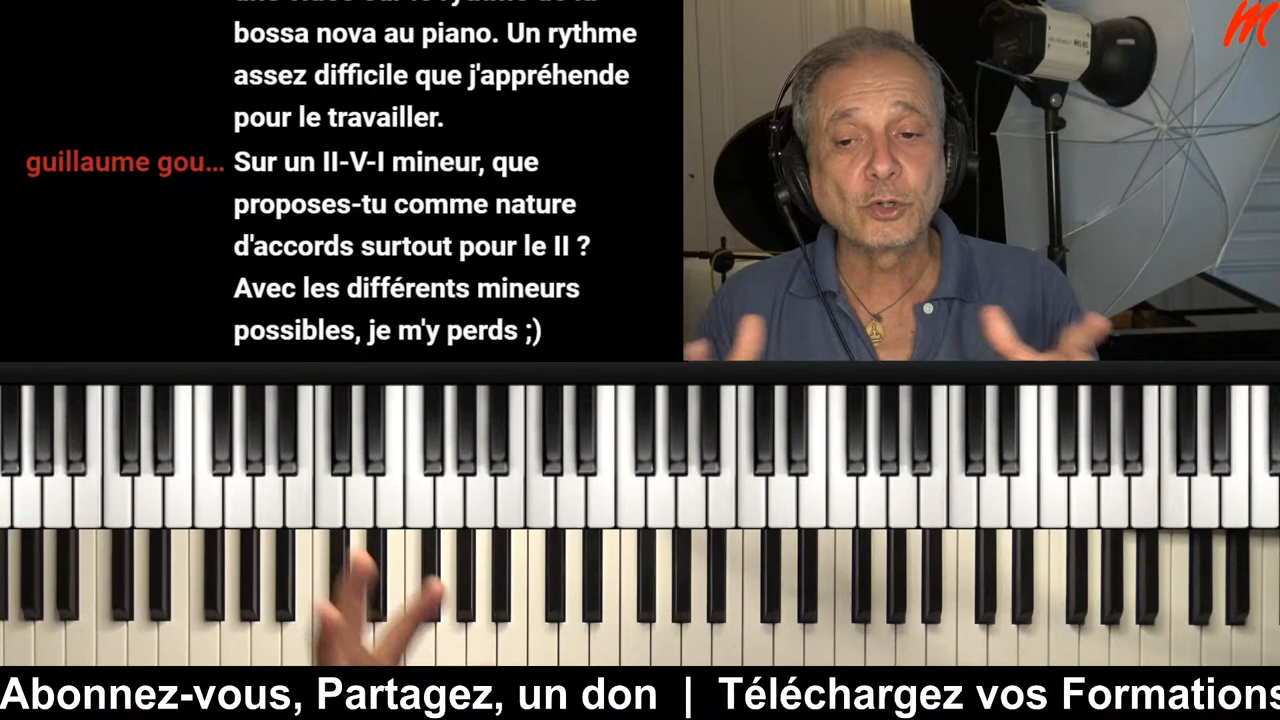 bossa nova au piano. Un rythme
assez difficile que j'appréhende
pour le travailler.
guillaume gou... Sur un II-V-I mineur, que
proposes-tu comme nature
d'accords surtout pour le II ?
Avec les différents mineurs
possibles, je m'y perds ;)
Abonnez-vous, Partagez, un don | Téléchargez vos Formations